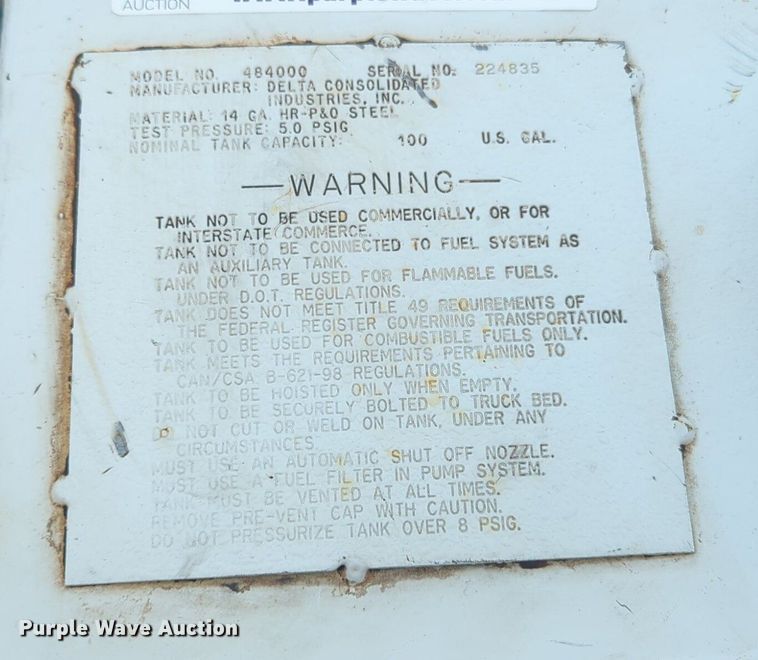 AUCTION
MODEL NO. 484000 SERIAL NO. 224835
MANUFACTURER: DELTA CONSOLIDATED
INDUSTRIES, INC.
MATERIAL: 14 GA. HR-P&O STEEL
TEST PRESSURE: 5.0 PSIG
NOMINAL TANK CAPACITY: 100 U.S. GAL.
—WARNING—
TANK NOT TO BE USED COMMERCIALLY, OR FOR
INTERSTATE COMMERCE.
TANK NOT TO BE CONNECTED TO FUEL SYSTEM AS
AN AUXILIARY TANK.
TANK NOT TO BE USED FOR FLAMMABLE FUELS.
UNDER D.O.T. REGULATIONS.
TANK DOES NOT MEET TITLE 49 REQUIREMENTS OF
THE FEDERAL REGISTER GOVERNING TRANSPORTATION.
TANK TO BE USED FOR COMBUSTIBLE FUELS ONLY.
TANK MEETS THE REQUIREMENTS PERTAINING TO
CAN/CSA B-621-98 REGULATIONS.
TANK TO BE HOISTED ONLY WHEN EMPTY.
TANK TO BE SECURELY BOLTED TO TRUCK BED.
DO NOT CUT OR WELD ON TANK, UNDER ANY
CIRCUMSTANCES
MUST USE AN AUTOMATIC SHUT OFF NOZZLE.
MUST USE A FUEL FILTER IN PUMP SYSTEM.
TANK MUST BE VENTED AT ALL TIMES.
REMOVE PRE-VENT CAP WITH CAUTION.
DO NOT PRESSURIZE TANK OVER 8 PSIG.
Purple Wave Auction